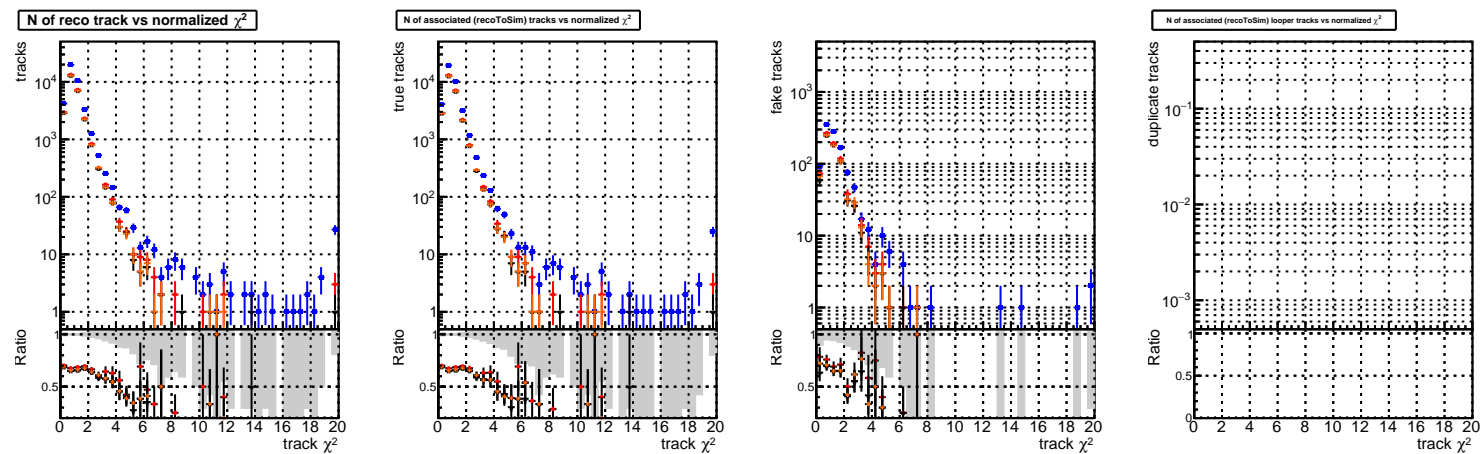 N of reco track vs normalized χ²
tracks
10⁴
10³
10²
10
1
Ratio
1
0.5
0 2 4 6 8 10 12 14 16 18 20
track χ²
N of associated (recoToSim) tracks vs normalized χ²
true tracks
10⁴
10³
10²
10
1
Ratio
1
0.5
0 2 4 6 8 10 12 14 16 18 20
track χ²
fake tracks
10³
10²
10
1
Ratio
1
0.5
0 2 4 6 8 10 12 14 16 18 20
track χ²
N of associated (recoToSim) looper tracks vs normalized χ²
duplicate tracks
10⁻¹
10⁻²
10⁻³
Ratio
1
0.5
0
0 2 4 6 8 10 12 14 16 18 20
track χ²